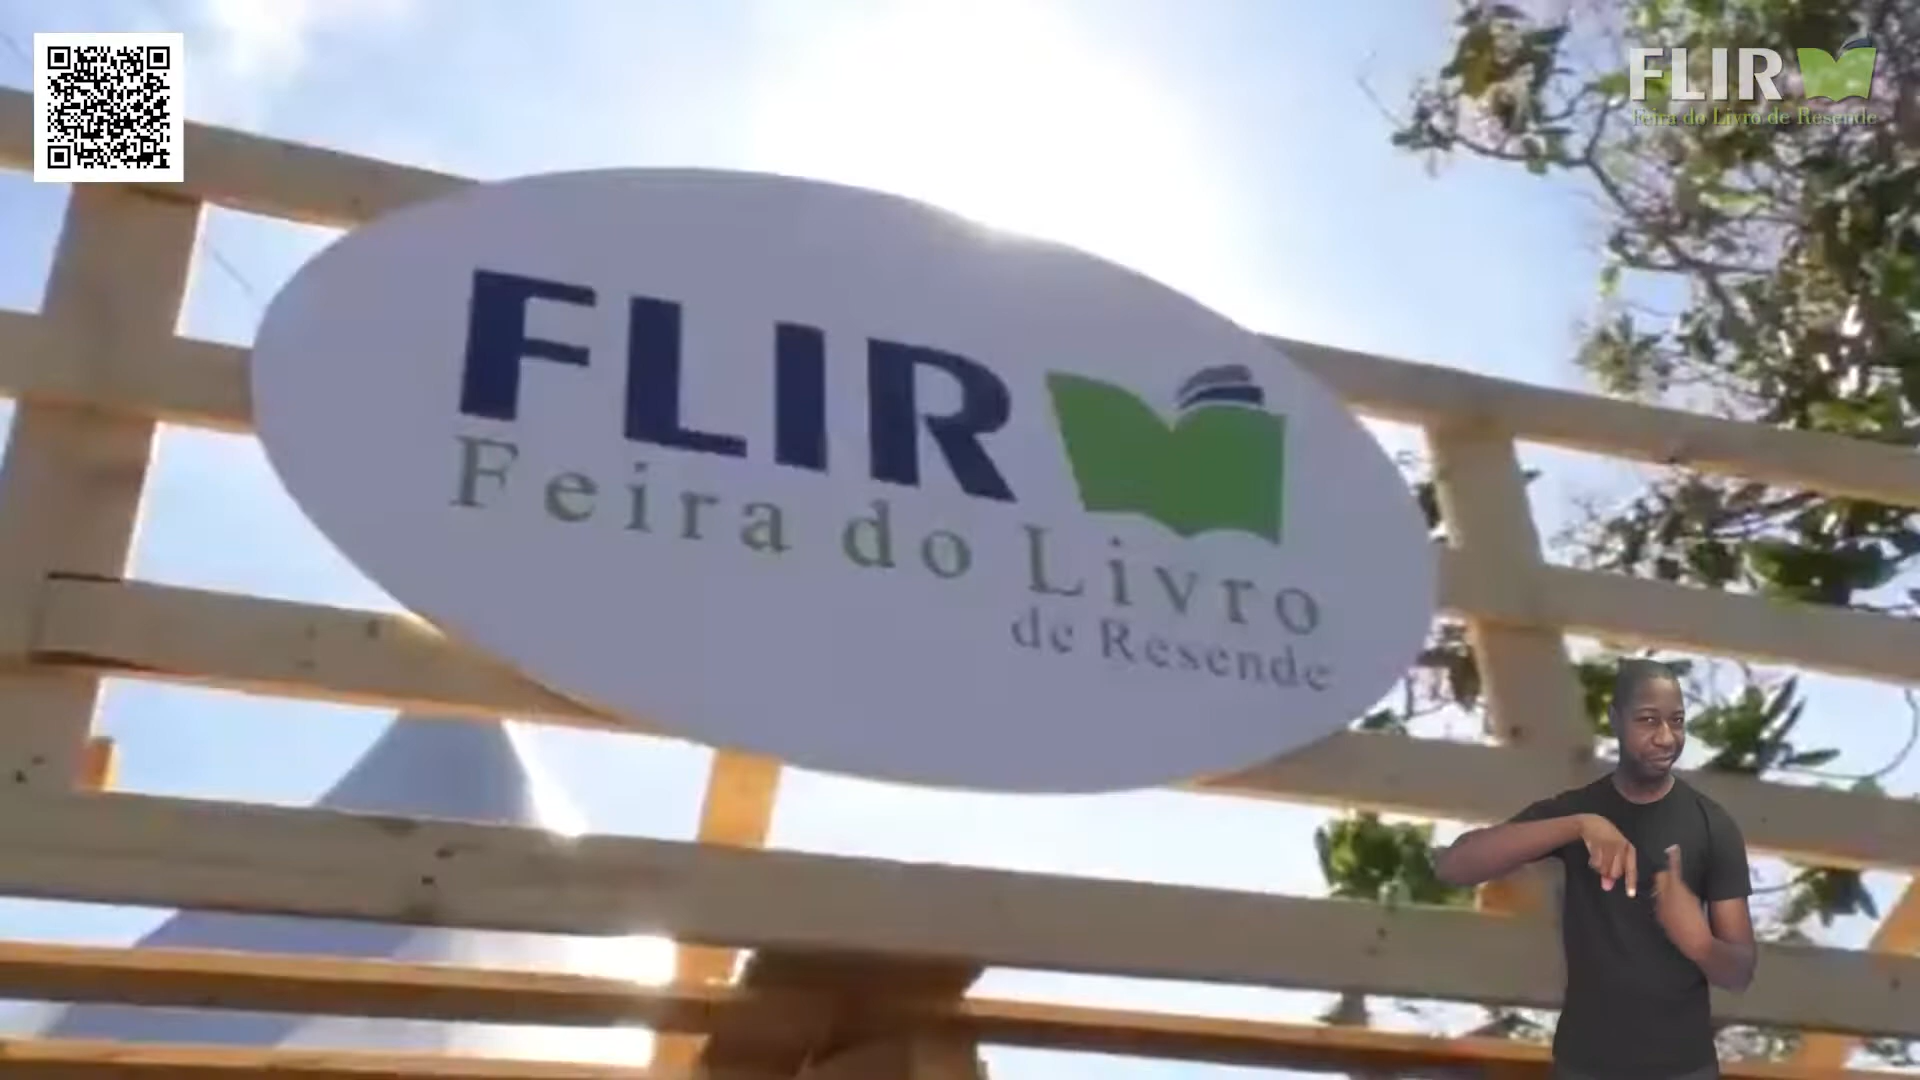 FLIR
Feira do Livro de Resende
FLIR
Feira do Livro
de Resende